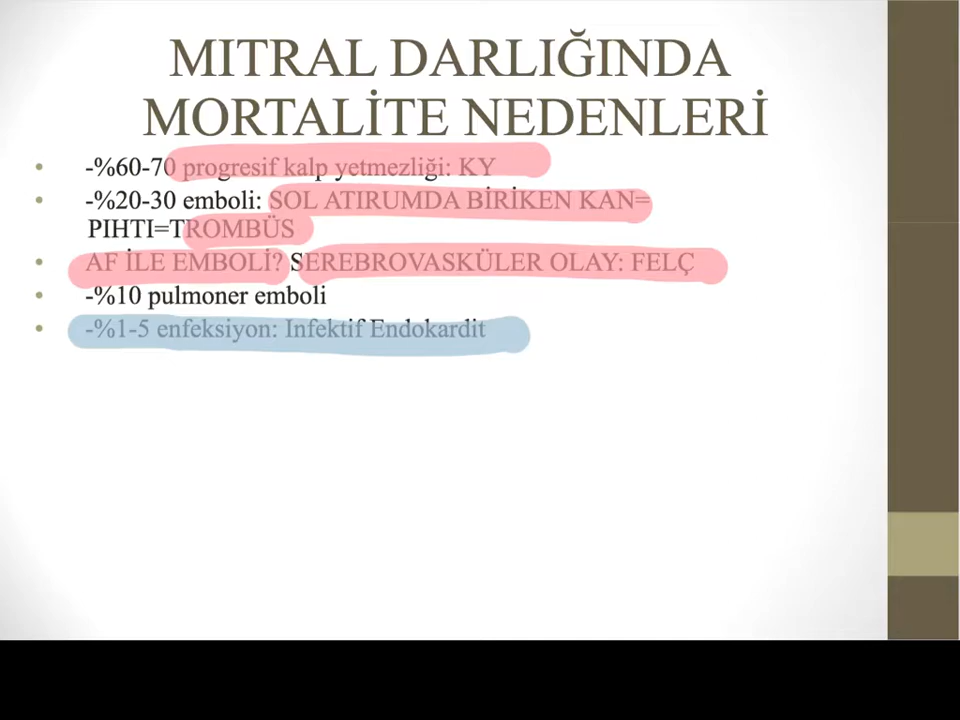 MITRAL DARLIĞINDA
MORTALİTE NEDENLERİ
• -%60-70 progresif kalp yetmezliği: KY
• -%20-30 emboli: SOL ATIRUMDA BİRİKEN KAN=
PIHTI=TROMBÜS
• AF İLE EMBOLİ? SEREBROVASKÜLER OLAY: FELÇ
• -%10 pulmoner emboli
• -%1-5 enfeksiyon: Infektif Endokardit